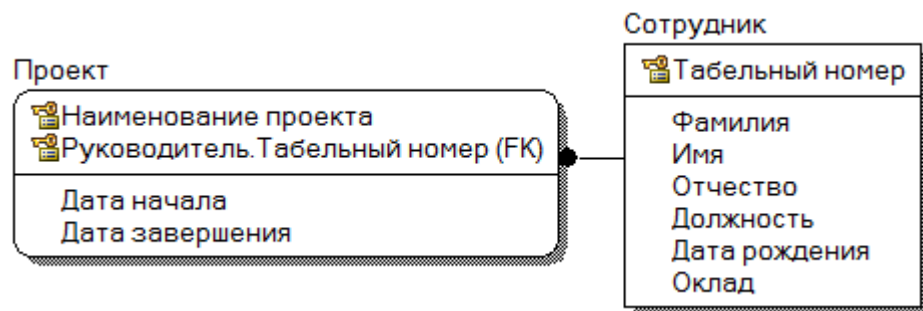 Проект
Наименование проекта
Руководитель.Табельный номер (FK)
Дата начала
Дата завершения
Сотрудник
Табельный номер
Фамилия
Имя
Отчество
Должность
Дата рождения
Оклад